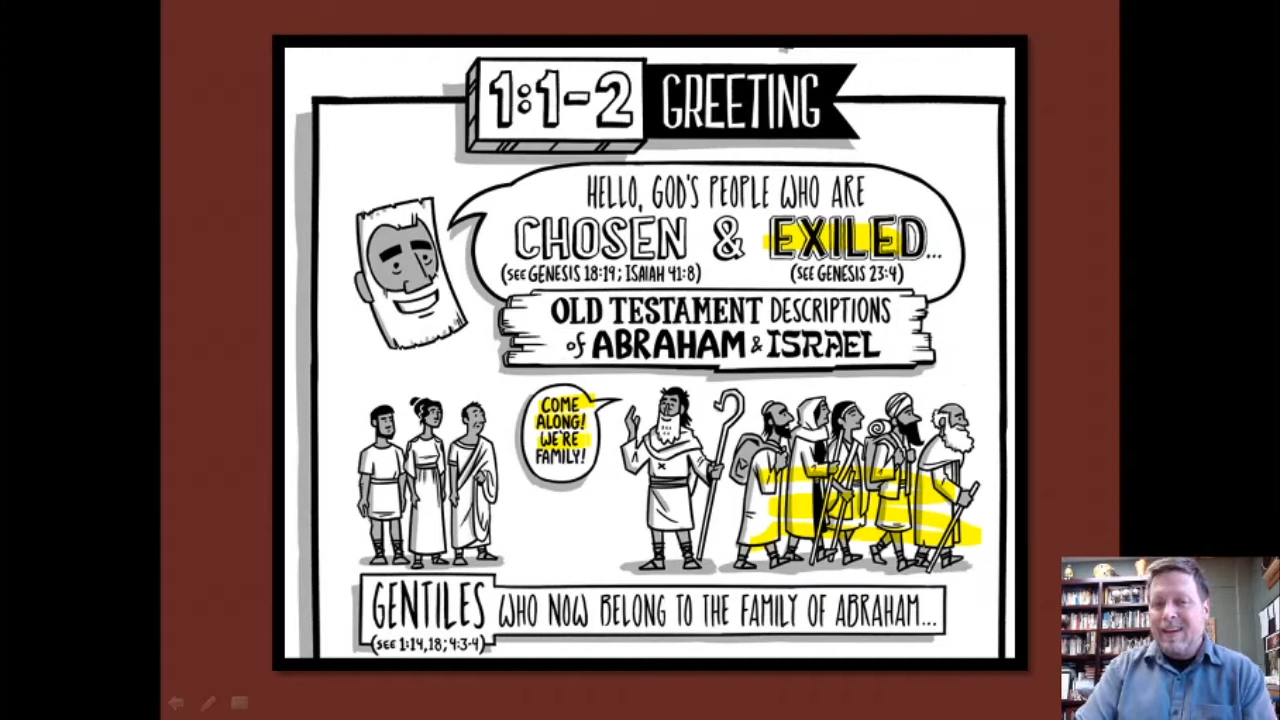 1:1-2 GREETING
HELLO, GOD'S PEOPLE WHO ARE
CHOSEN & EXILED...
(SEE GENESIS 18:19; ISAIAH 41:8) (SEE GENESIS 23:4)
OLD TESTAMENT DESCRIPTIONS
of ABRAHAM & ISRAEL
COME
ALONG!
WE'RE
FAMILY!
GENTILES WHO NOW BELONG TO THE FAMILY OF ABRAHAM...
(SEE 1:14,18; 4:3-4)